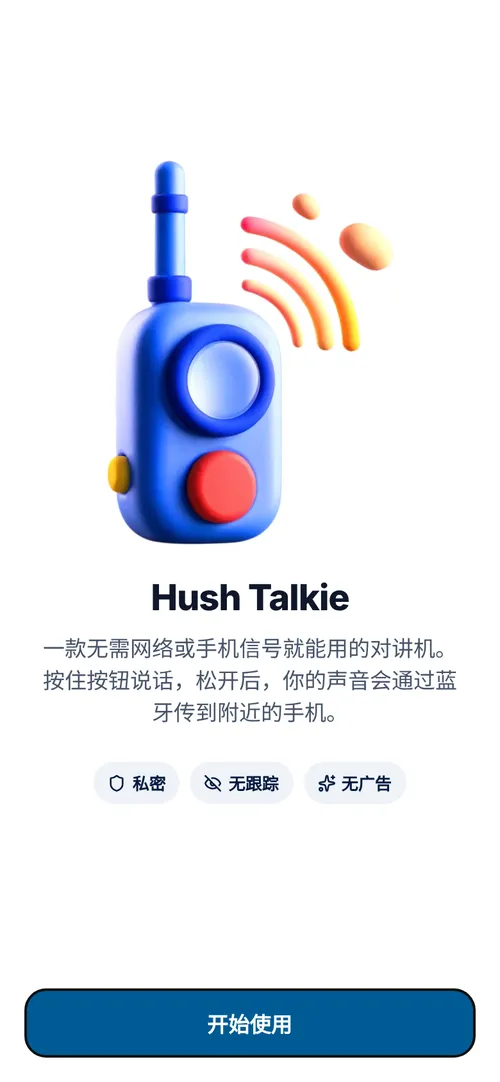 Hush Talkie
一款无需网络或手机信号就能用的对讲机。
按住按钮说话，松开后，你的声音会通过蓝
牙传到附近的手机。
私密
无跟踪
无广告
开始使用